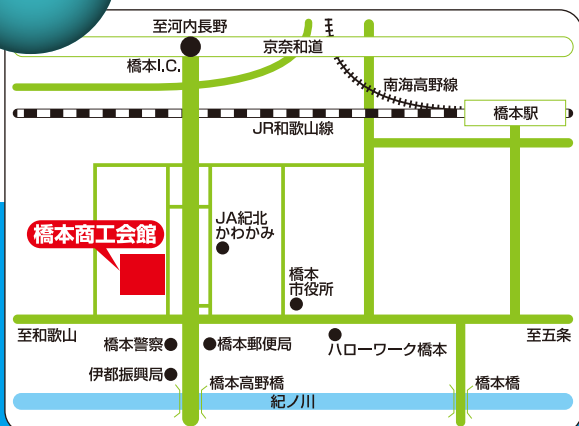 至河内長野
京奈和道
橋本I.C.
南海高野線
橋本駅
JR和歌山線
JA紀北
かわかみ
橋本商工会館
橋本
市役所
至和歌山
至五条
橋本警察
橋本郵便局
ハローワーク橋本
伊都振興局
橋本高野橋
橋本橋
紀ノ川